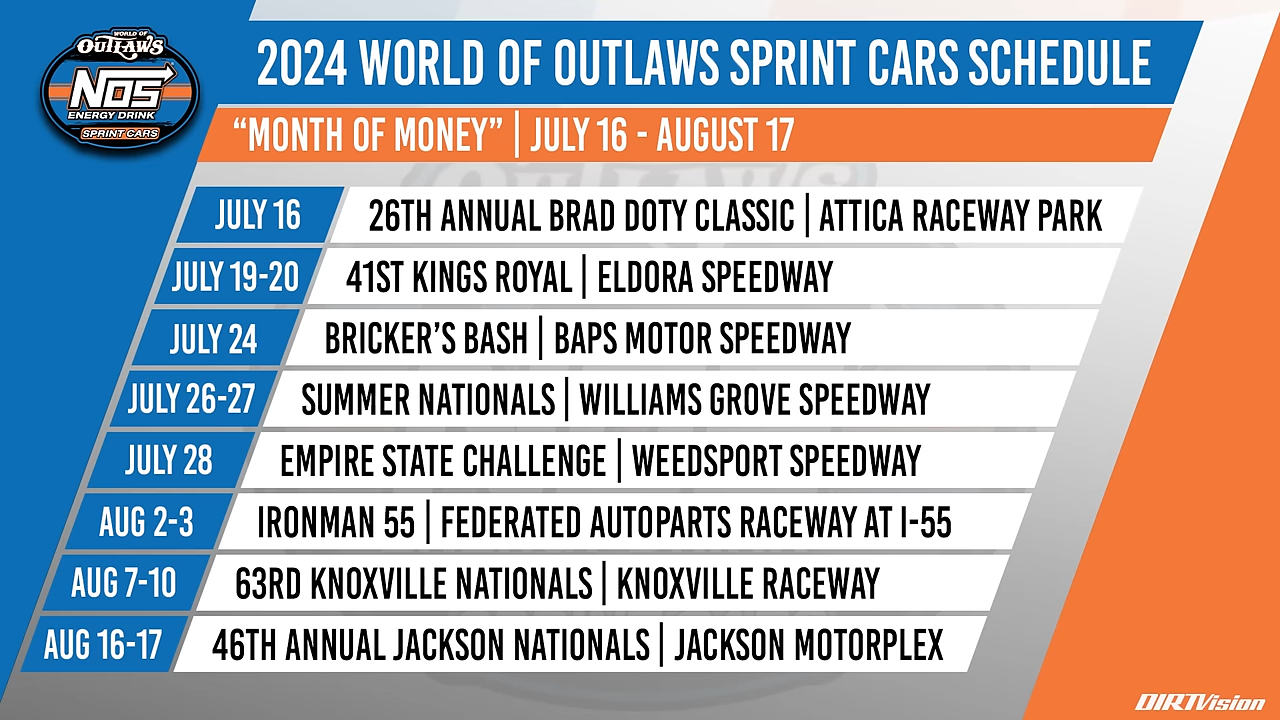 WORLD OF
OUTLAWS
NOS
ENERGY DRINK
SPRINT CARS
2024 WORLD OF OUTLAWS SPRINT CARS SCHEDULE
“MONTH OF MONEY” | JULY 16 - AUGUST 17
JULY 16 26TH ANNUAL BRAD DOTY CLASSIC | ATTICA RACEWAY PARK
JULY 19-20 41ST KINGS ROYAL | ELDORA SPEEDWAY
JULY 24 BRICKER’S BASH | BAPS MOTOR SPEEDWAY
JULY 26-27 SUMMER NATIONALS | WILLIAMS GROVE SPEEDWAY
JULY 28 EMPIRE STATE CHALLENGE | WEEDSPORT SPEEDWAY
AUG 2-3 IRONMAN 55 | FEDERATED AUTOPARTS RACEWAY AT I-55
AUG 7-10 63RD KNOXVILLE NATIONALS | KNOXVILLE RACEWAY
AUG 16-17 46TH ANNUAL JACKSON NATIONALS | JACKSON MOTORPLEX
DIRTVision